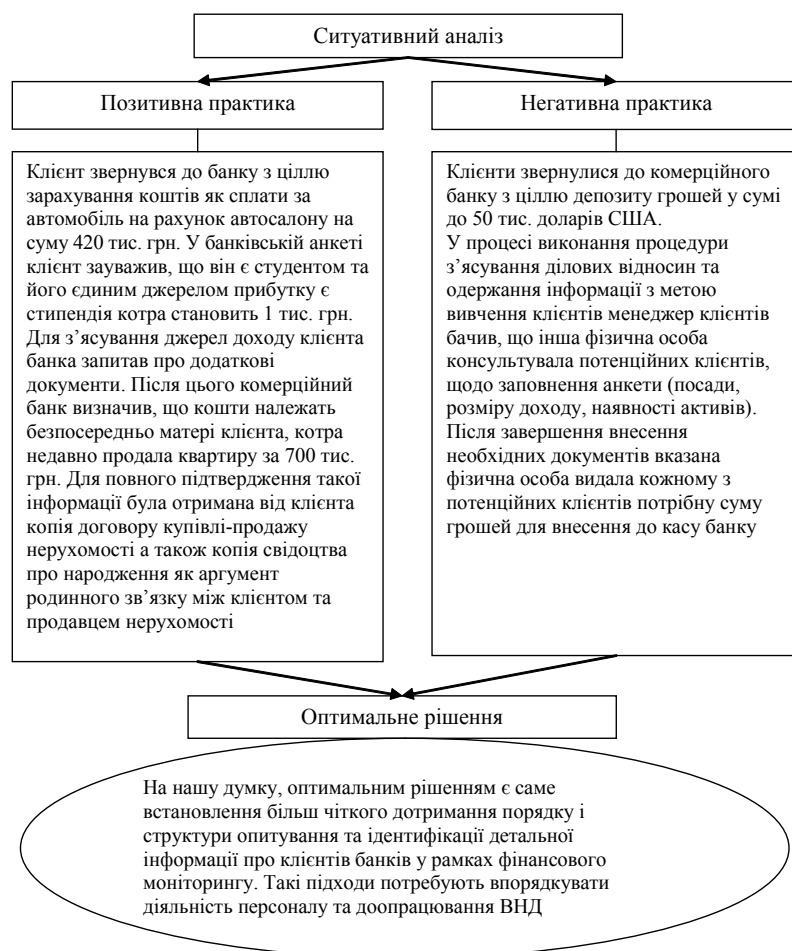 Ситуативний аналіз
Позитивна практика
Негативна практика
Клієнт звернувся до банку з ціллю
зарахування коштів як сплати за
автомобіль на рахунок автосалону на
суму 420 тис. грн. У банківській анкеті
клієнт зауважив, що він є студентом та
його єдиним джерелом прибутку є
стипендія котра становить 1 тис. грн.
Для з’ясування джерел доходу клієнта
банка запитав про додаткові
документи. Після цього комерційний
банк визначив, що кошти належать
безпосередньо матері клієнта, котра
недавно продала квартиру за 700 тис.
грн. Для повного підтвердження такої
інформації була отримана від клієнта
копія договору купівлі-продажу
нерухомості а також копія свідоцтва
про народження як аргумент
родинного зв’язку між клієнтом та
продавцем нерухомості
Клієнти звернулися до комерційного
банку з ціллю депозиту грошей у сумі
до 50 тис. доларів США.
У процесі виконання процедури
з’ясування ділових відносин та
одержання інформації з метою
вивчення клієнтів менеджер клієнтів
бачив, що інша фізична особа
консультувала потенційних клієнтів,
щодо заповнення анкети (посади,
розміру доходу, наявності активів).
Після завершення внесення
необхідних документів вказана
фізична особа видала кожному з
потенційних клієнтів потрібну суму
грошей для внесення до касу банку
Оптимальне рішення
На нашу думку, оптимальним рішенням є саме
встановлення більш чіткого дотримання порядку і
структури опитування та ідентифікації детальної
інформації про клієнтів банків у рамках фінансового
моніторингу. Такі підходи потребують впорядкувати
діяльність персоналу та доопрацювання ВНД